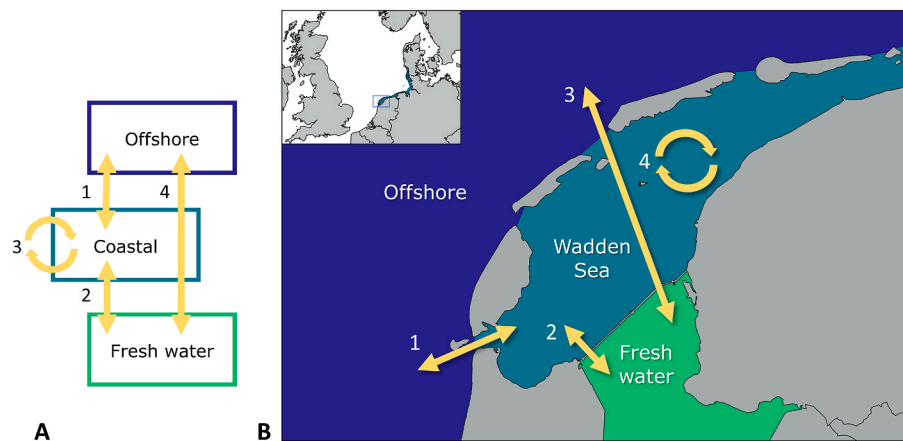 Offshore
1
4
3
Coastal
2
Fresh water
A
B
3
4
Offshore
Wadden
Sea
1
2
Fresh
water